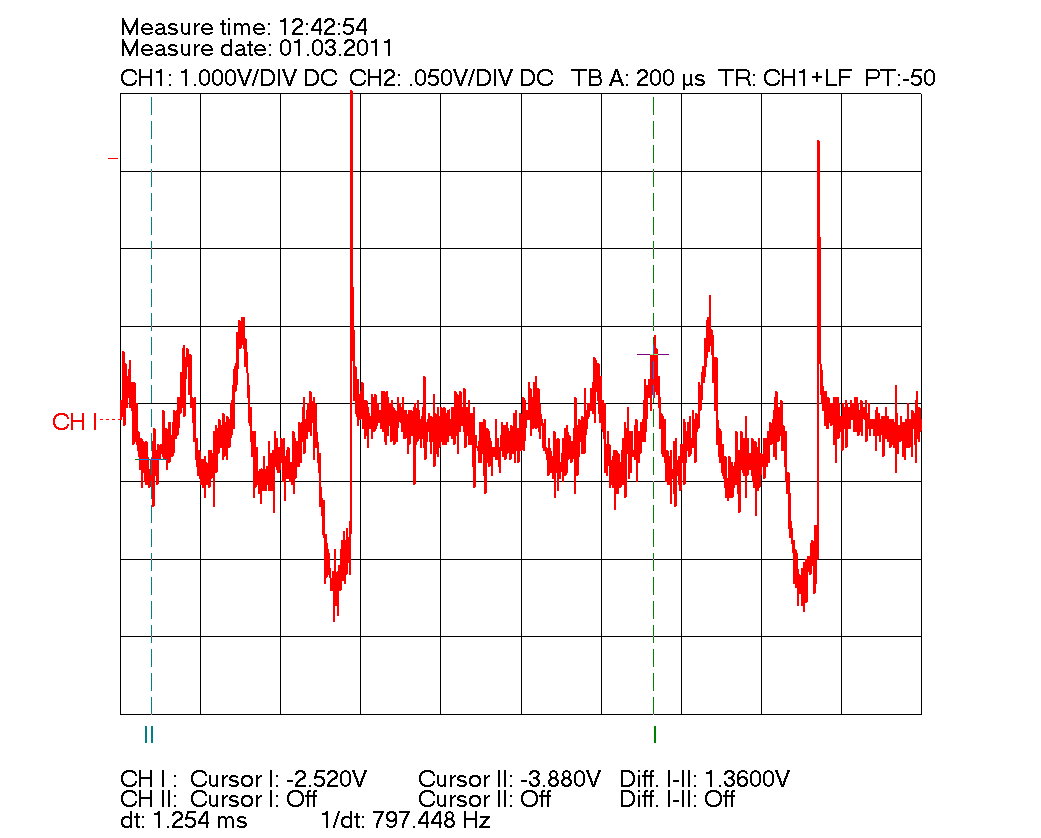 Measure time: 12:42:54
Measure date: 01.03.2011
CH1: 1.000V/DIV DC CH2: .050V/DIV DC TB A: 200 µs TR: CH1+LF PT:-50
CH I
II I
CH I : Cursor I: -2.520V Cursor II: -3.880V Diff. I-II: 1.3600V
CH II: Cursor I: Off Cursor II: Off Diff. I-II: Off
dt: 1.254 ms 1/dt: 797.448 Hz